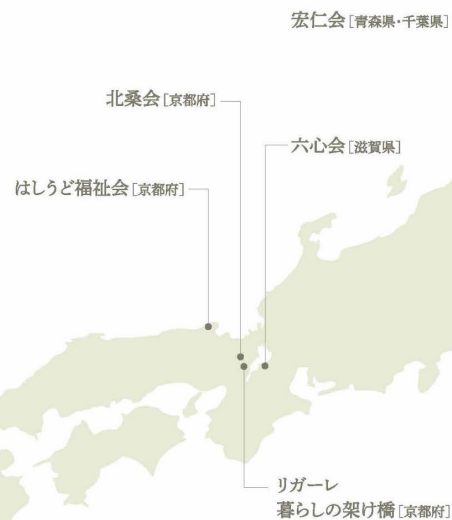 宏仁会［青森県・千葉県］
北桑会［京都府］
六心会［滋賀県］
はしうど福祉会［京都府］
リガーレ
暮らしの架け橋［京都府］